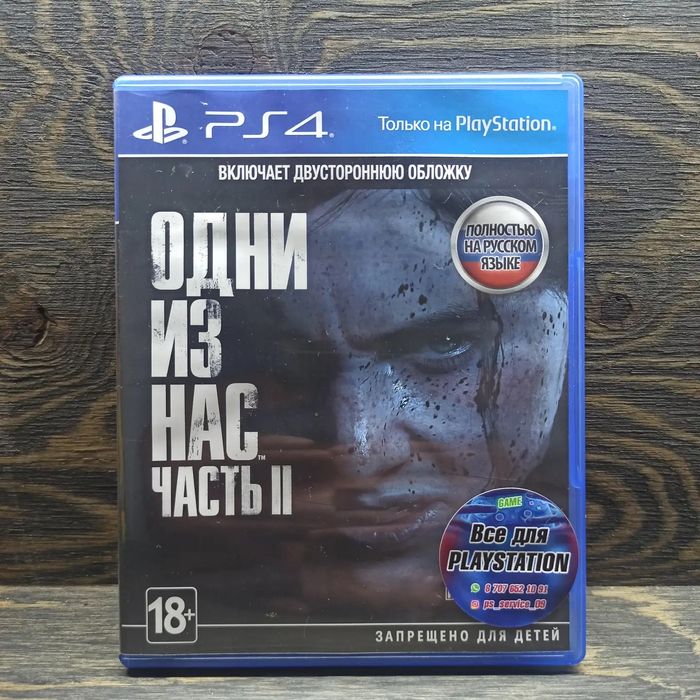 PS4
Только на PlayStation®
ВКЛЮЧАЕТ ДВУСТОРОННЮЮ ОБЛОЖКУ
ПОЛНОСТЬЮ
НА РУССКОМ
ЯЗЫКЕ
ОДНИ
ИЗ
НАС™
ЧАСТЬ II
GAME
Все для
PLAYSTATION
8 707 662 10 91
ps_service_09
18+
ЗАПРЕЩЕНО ДЛЯ ДЕТЕЙ